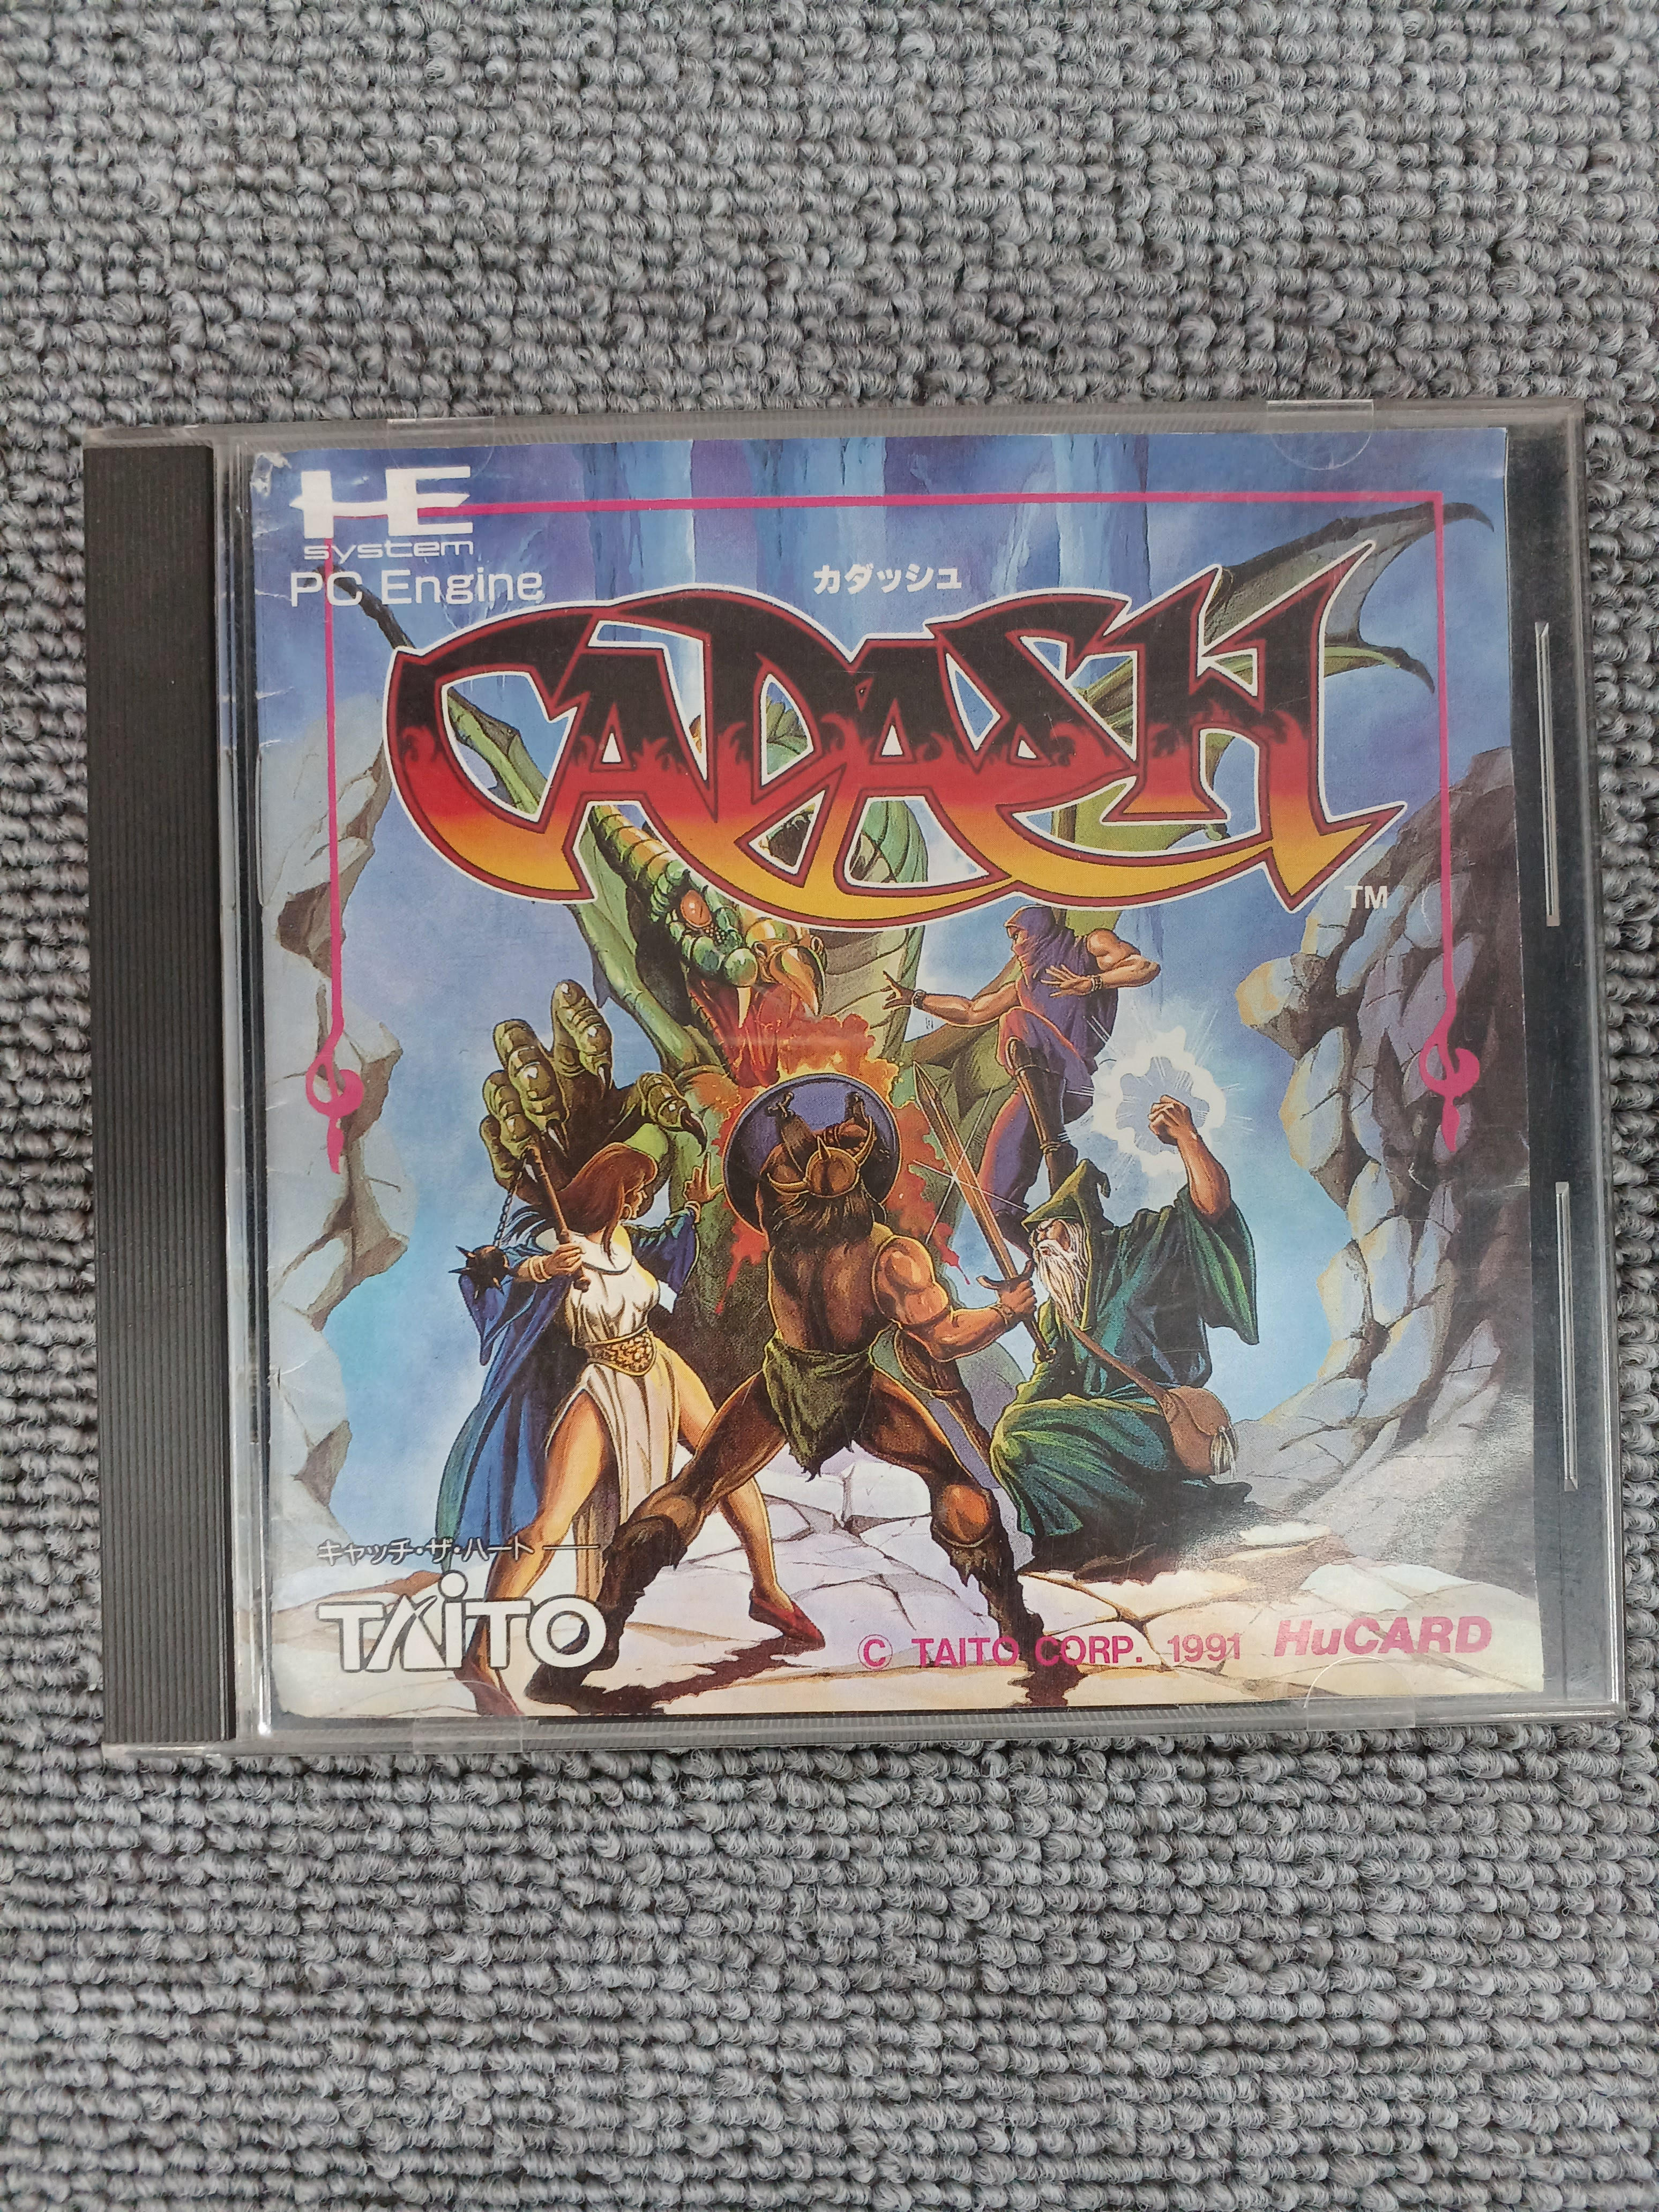 HE
system
PC Engine
カダッシュ
CADASH
TM
キャッチ・ザ・ハート
TAiTO
© TAITO CORP. 1991 HuCARD